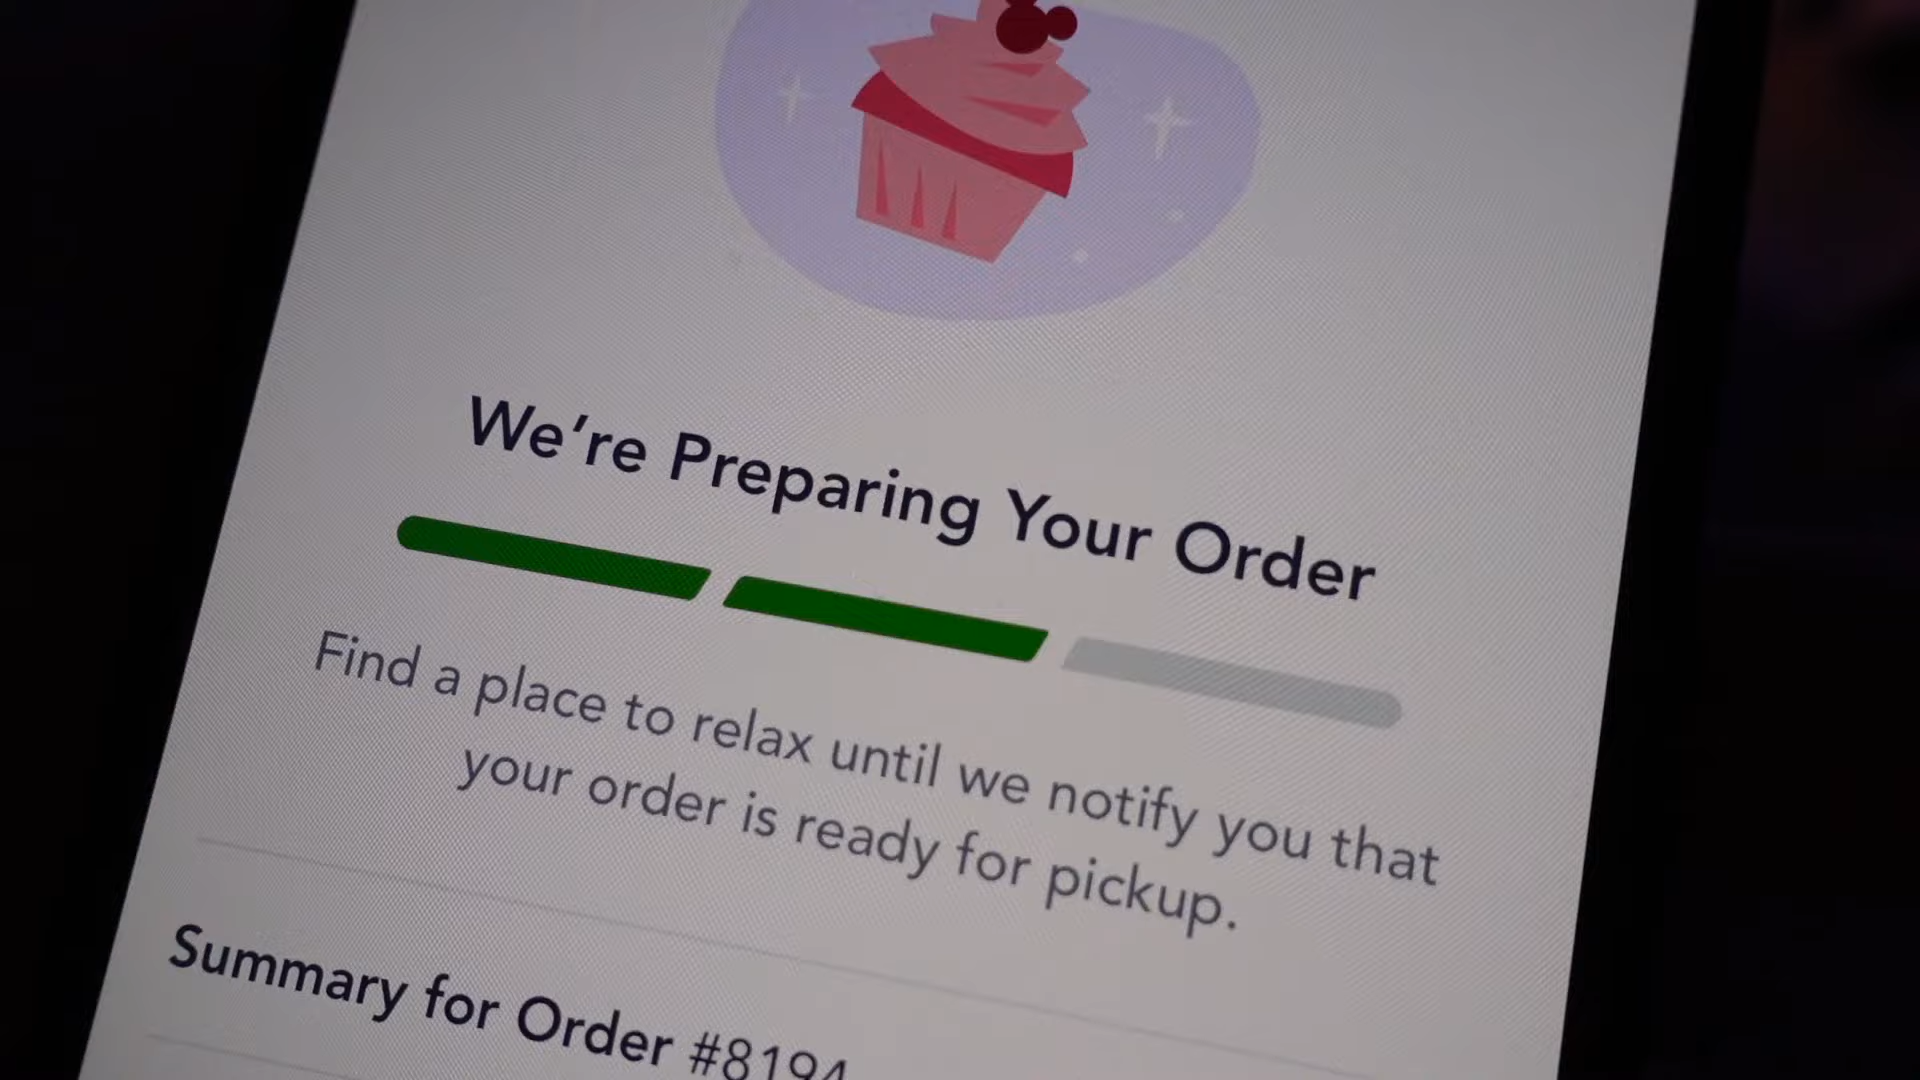 We’re Preparing Your Order
Find a place to relax until we notify you that
your order is ready for pickup.
Summary for Order #8194